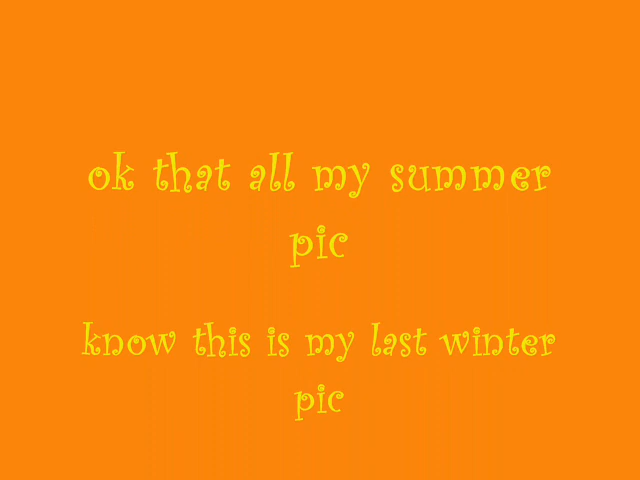 ok that all my summer
pic
know this is my last winter
pic